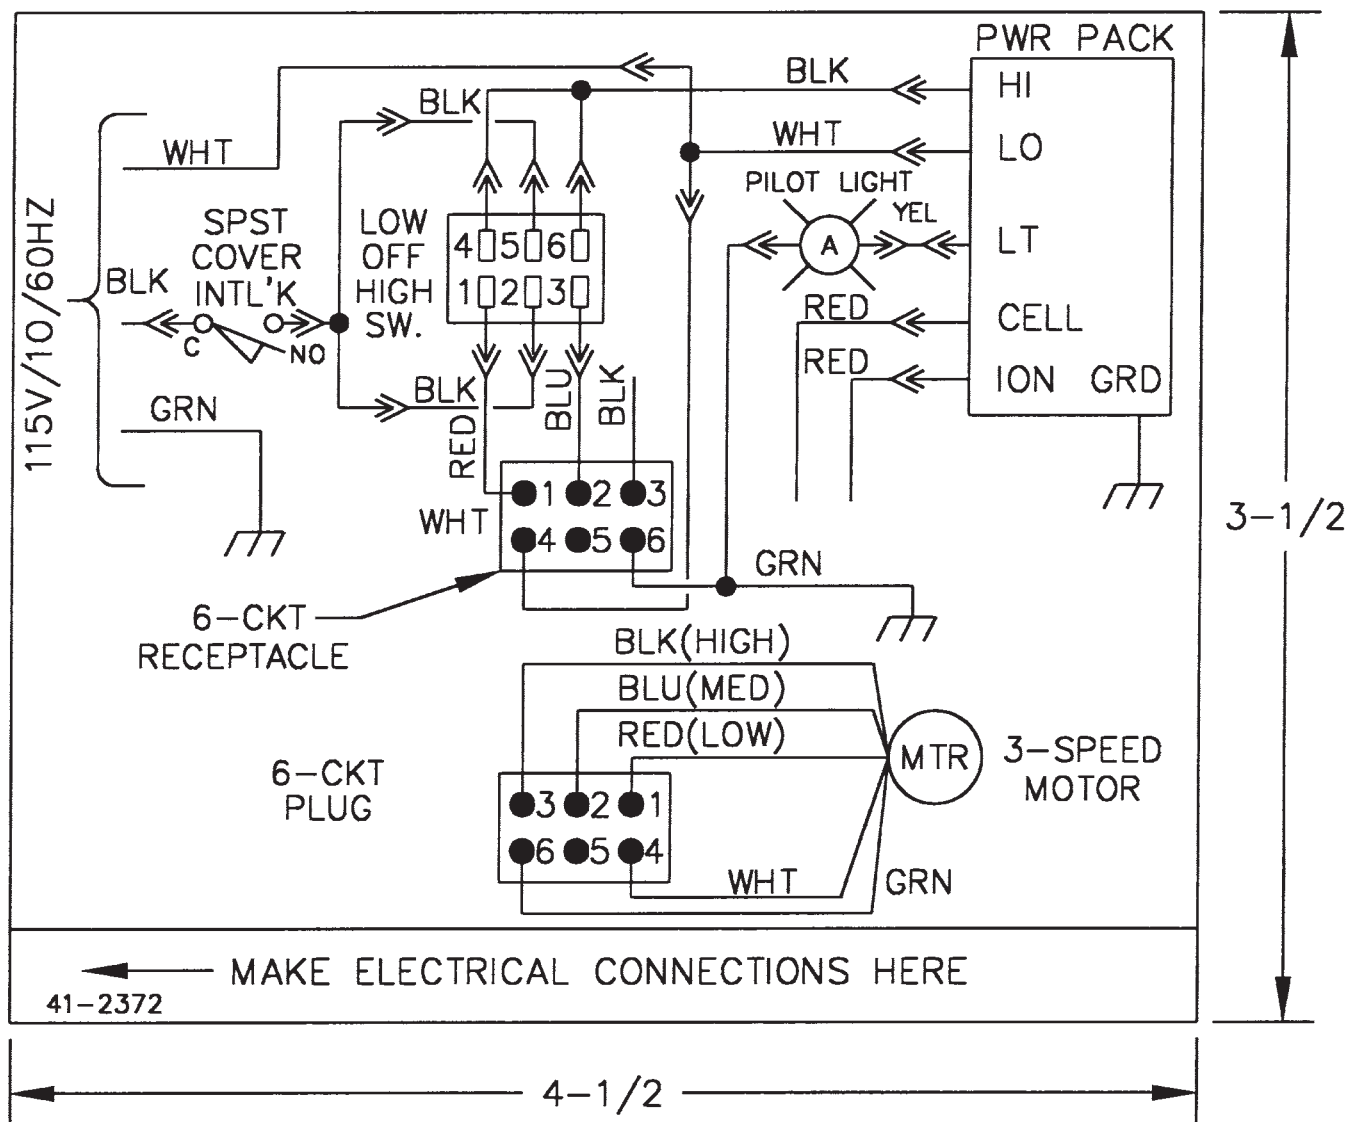 PWR PACK
BLK
HI
BLK
WHT
WHT
LO
PILOT LIGHT
YEL
A
LT
115V/10/60HZ
SPST
COVER
INTL'K
LOW
OFF
HIGH
SW.
4 5 6
1 2 3
BLK
C
NO
RED
CELL
RED
ION GRD
BLK
RED
BLU
BLK
GRN
WHT
1 2 3
4 5 6
GRN
3-1/2
6-CKT
RECEPTACLE
BLK(HIGH)
BLU(MED)
RED(LOW)
MTR
3-SPEED
MOTOR
6-CKT
PLUG
3 2 1
6 5 4
WHT
GRN
MAKE ELECTRICAL CONNECTIONS HERE
41-2372
4-1/2